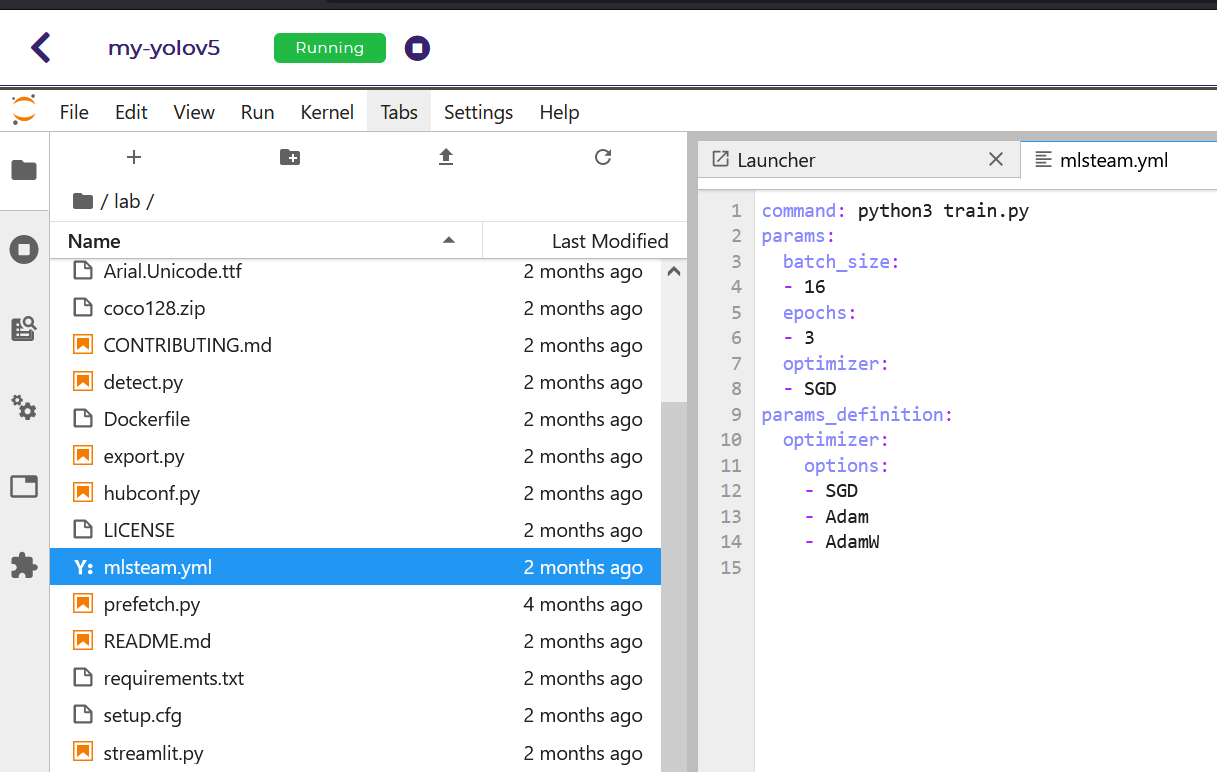 my-yolov5 Running
File Edit View Run Kernel Tabs Settings Help
/ lab /
Name Last Modified
Arial.Unicode.ttf 2 months ago
coco128.zip 2 months ago
CONTRIBUTING.md 2 months ago
detect.py 2 months ago
Dockerfile 2 months ago
export.py 2 months ago
hubconf.py 2 months ago
LICENSE 2 months ago
Y: mlsteam.yml 2 months ago
prefetch.py 4 months ago
README.md 2 months ago
requirements.txt 2 months ago
setup.cfg 2 months ago
streamlit.py 2 months ago
Launcher mlsteam.yml
1 command: python3 train.py
2 params:
3   batch_size:
4   - 16
5   epochs:
6   - 3
7   optimizer:
8   - SGD
9 params_definition:
10   optimizer:
11     options:
12     - SGD
13     - Adam
14     - AdamW
15